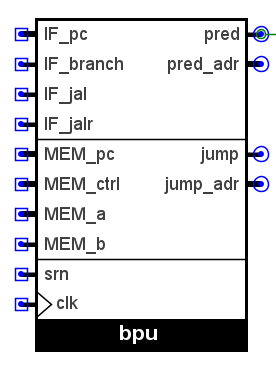 IF_pc pred
IF_branch pred_adr
IF_jal
IF_jalr
MEM_pc jump
MEM_ctrl jump_adr
MEM_a
MEM_b
srn
clk
bpu